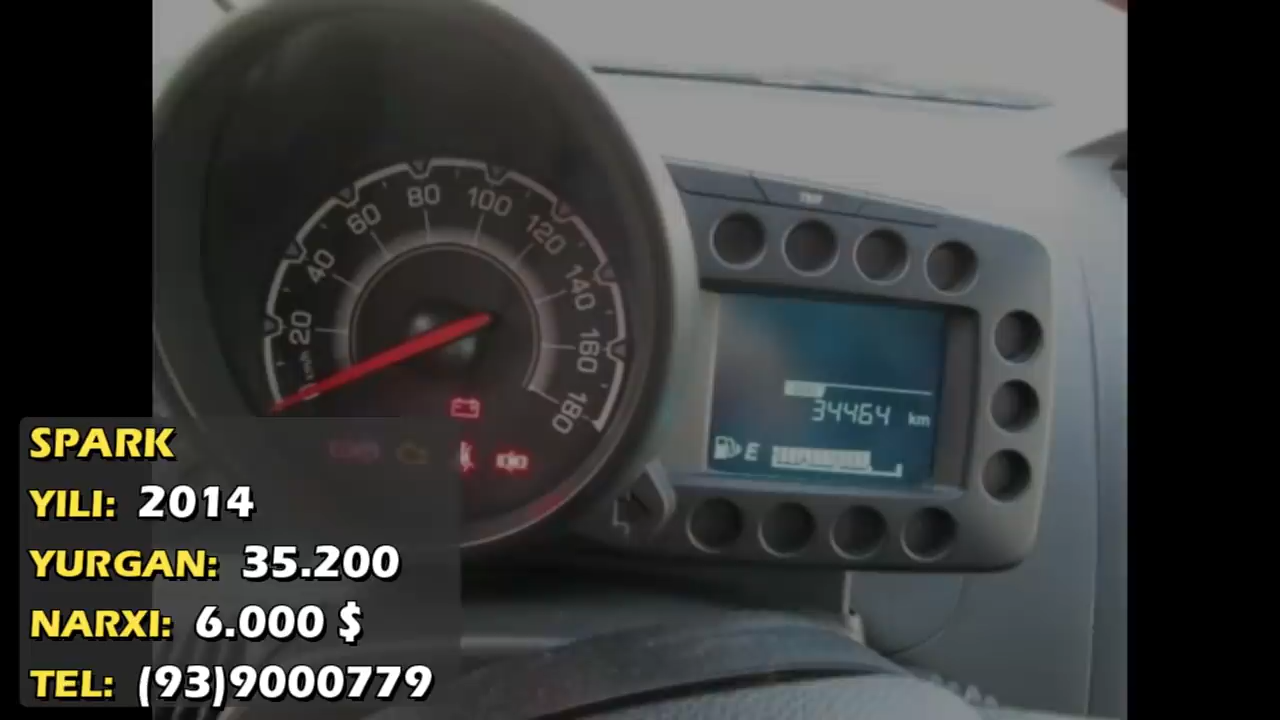 80
100
60
120
40
140
20
160
180
34464 km
E
SPARK
YILI: 2014
YURGAN: 35.200
NARXI: 6.000 $
TEL: (93)9000779